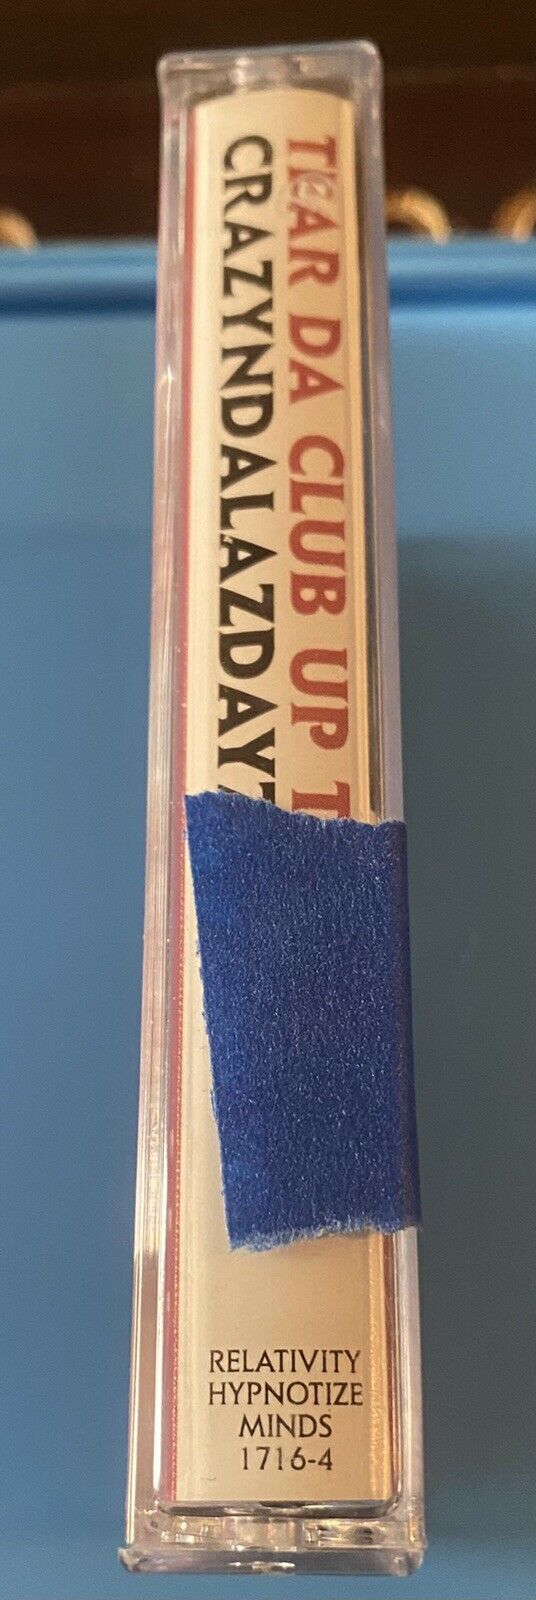 TEAR DA CLUB UP T
CRAZYNDALAZDAYZ
RELATIVITY
HYPNOTIZE
MINDS
1716-4